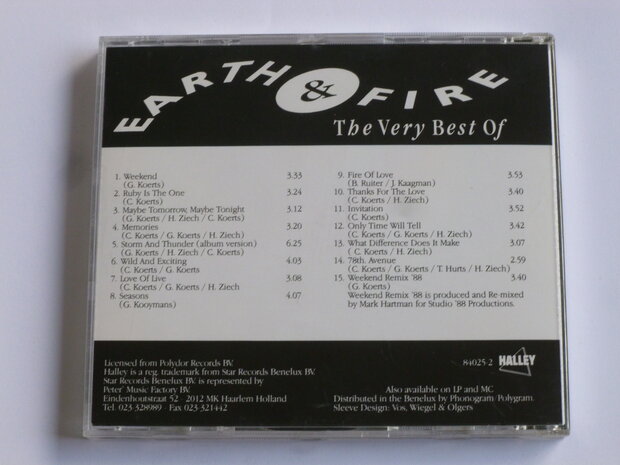 EARTH & FIRE
The Very Best Of
1. Weekend 3.33
(G. Koerts)
2. Ruby Is The One 3.24
(C. Koerts)
3. Maybe Tomorrow, Maybe Tonight 3.12
(G. Koerts / H. Ziech / C. Koerts)
4. Memories 3.20
(C. Koerts / G. Koerts / H. Ziech)
5. Storm And Thunder (album version) 6.25
(G. Koerts / H. Ziech / C. Koerts)
6. Wild And Exciting 4.03
(C. Koerts / G. Koerts
7. Love Of Live 3.08
(C. Koerts / G. Koerts / H. Ziech
8. Seasons 4.07
(G. Kooymans)
9. Fire Of Love 3.53
(B. Ruiter / J. Kaagman)
10. Thanks For The Love 3.40
(C. Koerts / H. Ziech)
11. Invitation 3.52
(C. Koerts)
12. Only Time Will Tell 3.42
(C. Koerts / G. Koerts / H. Ziech)
13. What Difference Does It Make 3.07
( C. Koerts / H. Ziech)
14. 78th. Avenue 2.59
(C. Koerts / G. Koerts / T. Hurts / H. Ziech)
15. Weekend Remix '88 3.40
(G. Koerts)
Weekend Remix '88 is produced and Re-mixed
by Mark Hartman for Studio '88 Productions.
Licensed from Polydor Records BV.
Halley is a reg. trademark from Star Records Benelux BV.
Star Records Benelux BV. is represented by
Peter' Music Factory BV.
Eindenhoutstraat 52 2012 MK Haarlem Holland
Tel. 023-328989 - Fax 023-321442
84025-2 HALLEY
Also available on LP and MC
Distributed in the Benelux by Phonogram/Polygram.
Sleeve Design: Vos, Wiegel & Olgers